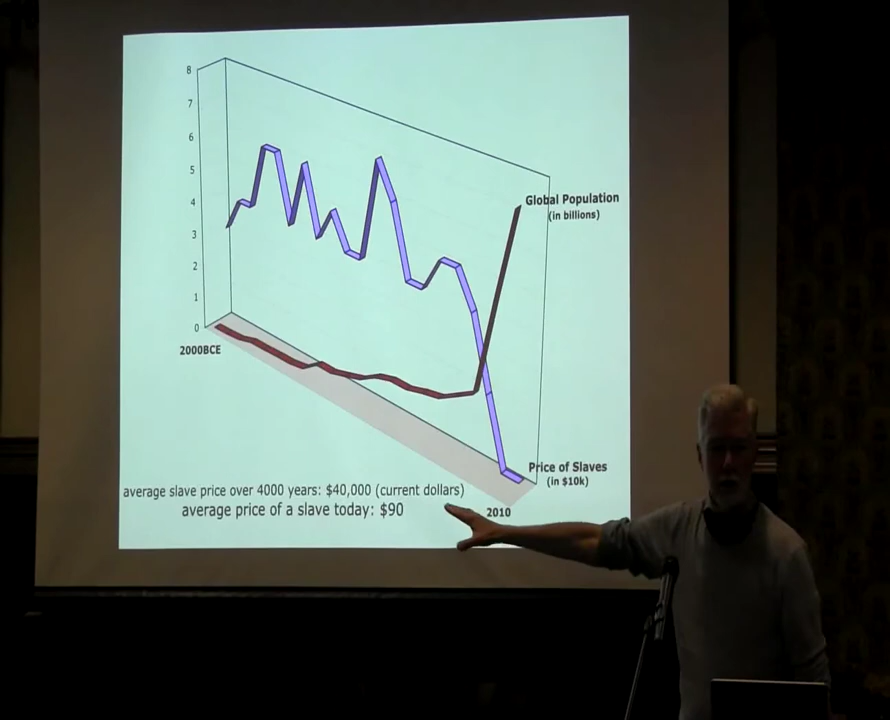 8
7
6
5
4
3
2
1
0
Global Population
(in billions)
2000BCE
Price of Slaves
(in $10k)
average slave price over 4000 years: $40,000 (current dollars)
average price of a slave today: $90
2010